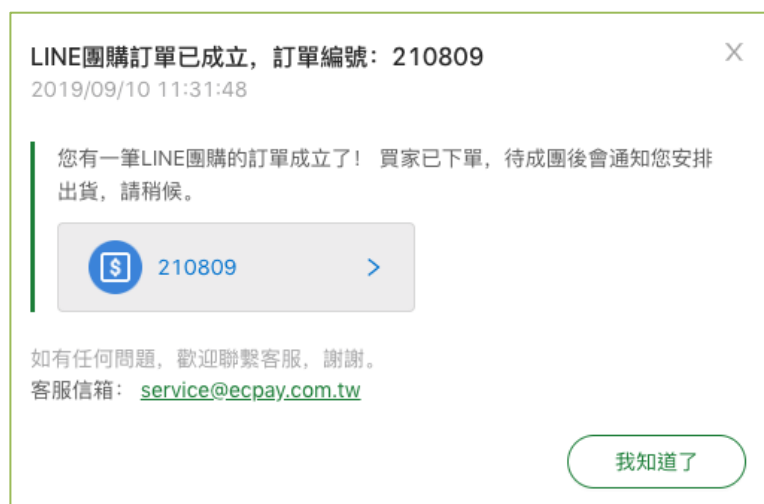 LINE團購訂單已成立，訂單編號：210809
2019/09/10 11:31:48
您有一筆LINE團購的訂單成立了！ 買家已下單，待成團後會通知您安排
出貨，請稍候。
210809
如有任何問題，歡迎聯繫客服，謝謝。
客服信箱： service@ecpay.com.tw
我知道了